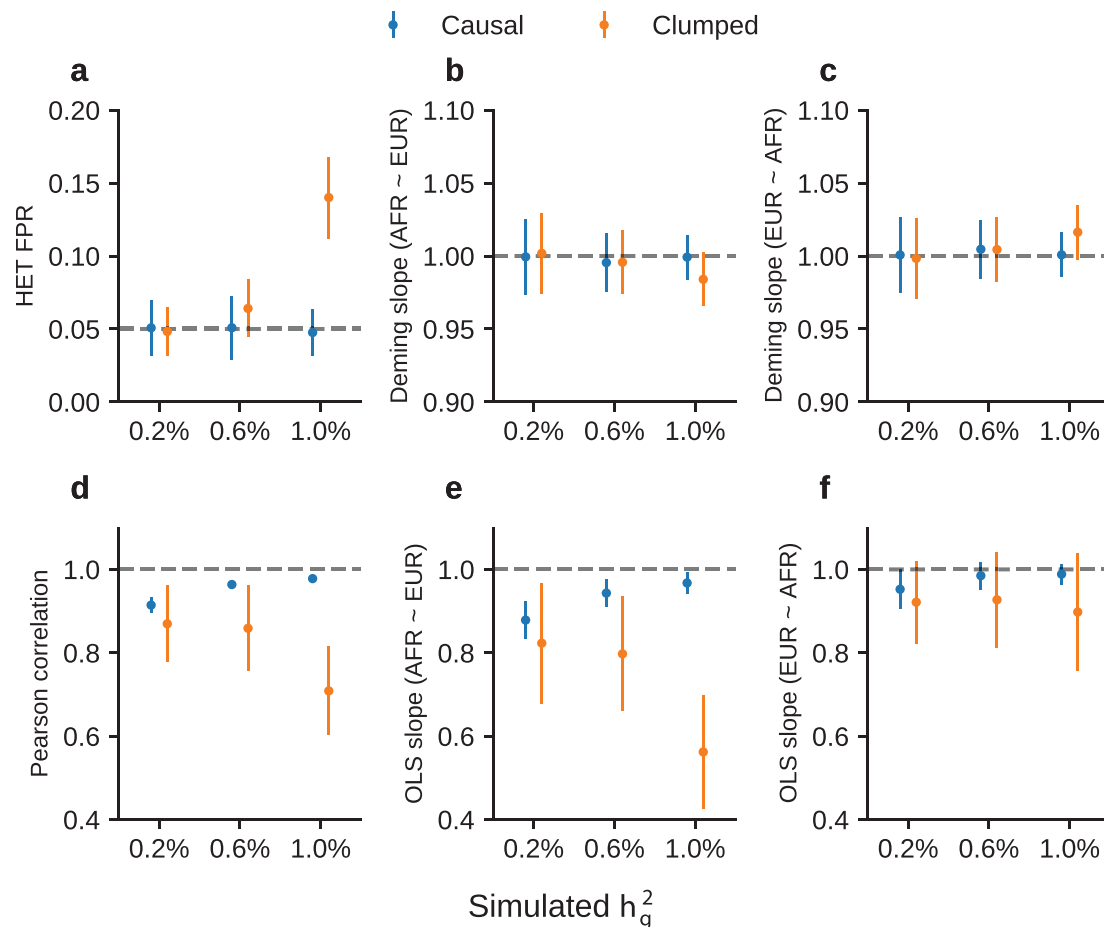 Causal Clumped
a b c
HET FPR
0.20
0.15
0.10
0.05
0.00
0.2% 0.6% 1.0%
Deming slope (AFR ~ EUR)
1.10
1.05
1.00
0.95
0.90
0.2% 0.6% 1.0%
Deming slope (EUR ~ AFR)
1.10
1.05
1.00
0.95
0.90
0.2% 0.6% 1.0%
d e f
Pearson correlation
1.0
0.8
0.6
0.4
0.2% 0.6% 1.0%
OLS slope (AFR ~ EUR)
1.0
0.8
0.6
0.4
0.2% 0.6% 1.0%
OLS slope (EUR ~ AFR)
1.0
0.8
0.6
0.4
0.2% 0.6% 1.0%
Simulated h²g